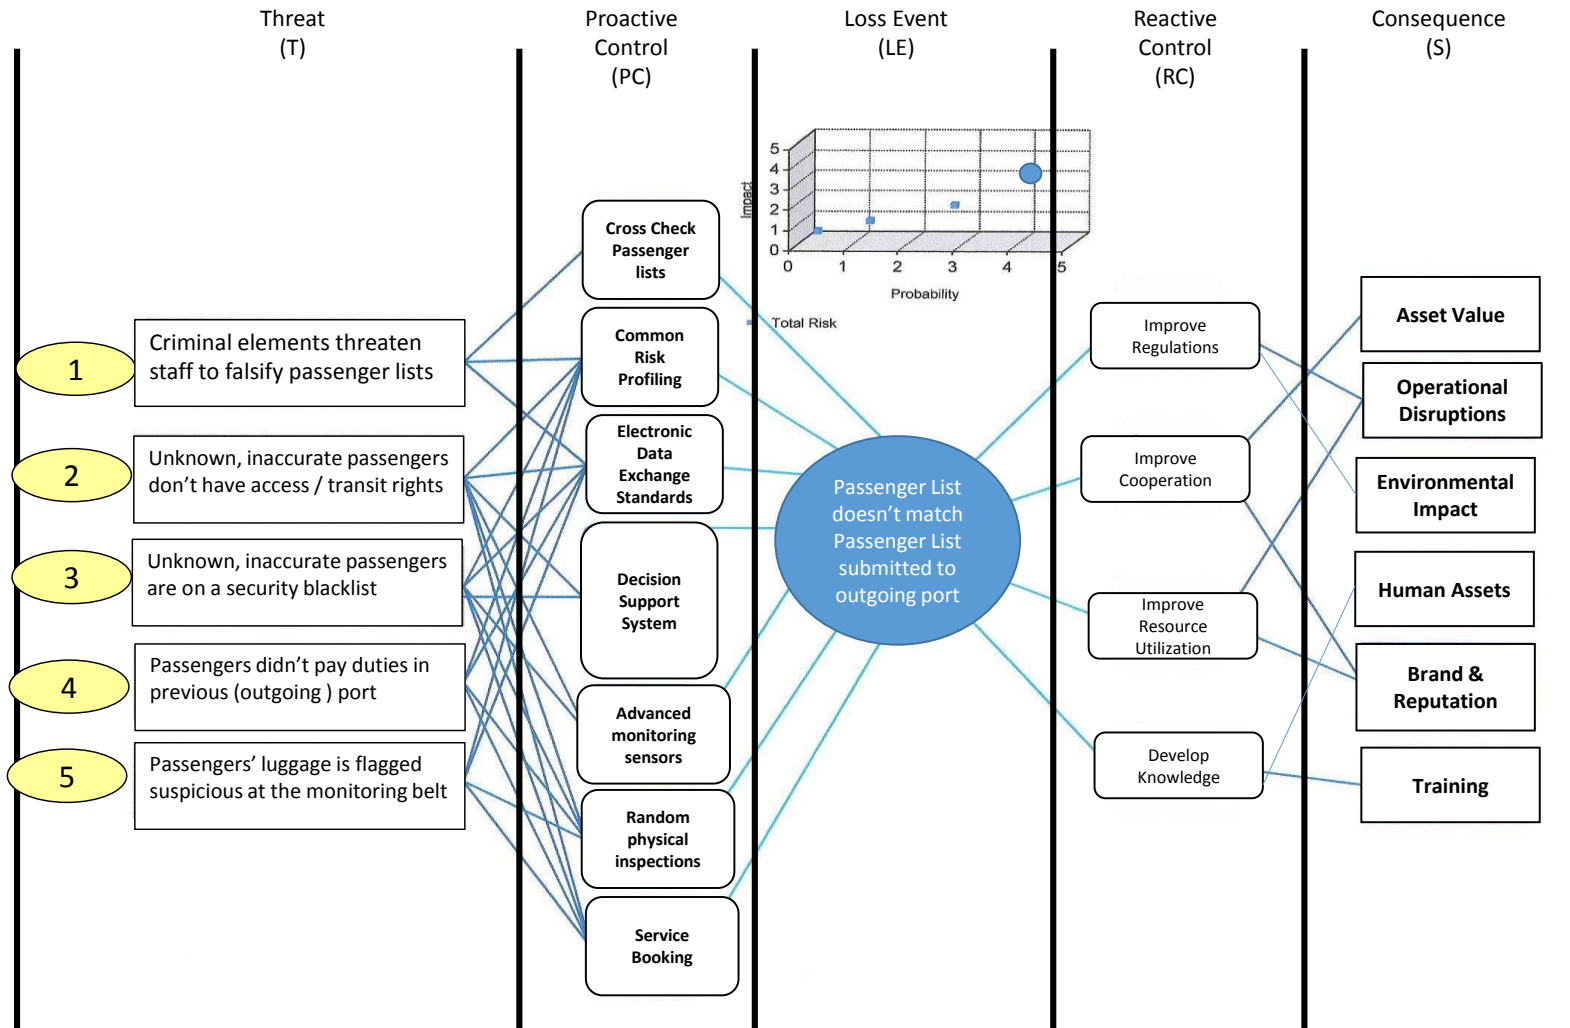 Threat
(T)
Proactive
Control
(PC)
Loss Event
(LE)
Reactive
Control
(RC)
Consequence
(S)
1
Criminal elements threaten
staff to falsify passenger lists
2
Unknown, inaccurate passengers
don't have access / transit rights
3
Unknown, inaccurate passengers
are on a security blacklist
4
Passengers didn't pay duties in
previous (outgoing ) port
5
Passengers' luggage is flagged
suspicious at the monitoring belt
Cross Check
Passenger
lists
Common
Risk
Profiling
Electronic
Data
Exchange
Standards
Decision
Support
System
Advanced
monitoring
sensors
Random
physical
inspections
Service
Booking
Impact
5
4
3
2
1
0
0 1 2 3 4 5
Probability
Total Risk
Passenger List
doesn't match
Passenger List
submitted to
outgoing port
Improve
Regulations
Improve
Cooperation
Improve
Resource
Utilization
Develop
Knowledge
Asset Value
Operational
Disruptions
Environmental
Impact
Human Assets
Brand &
Reputation
Training